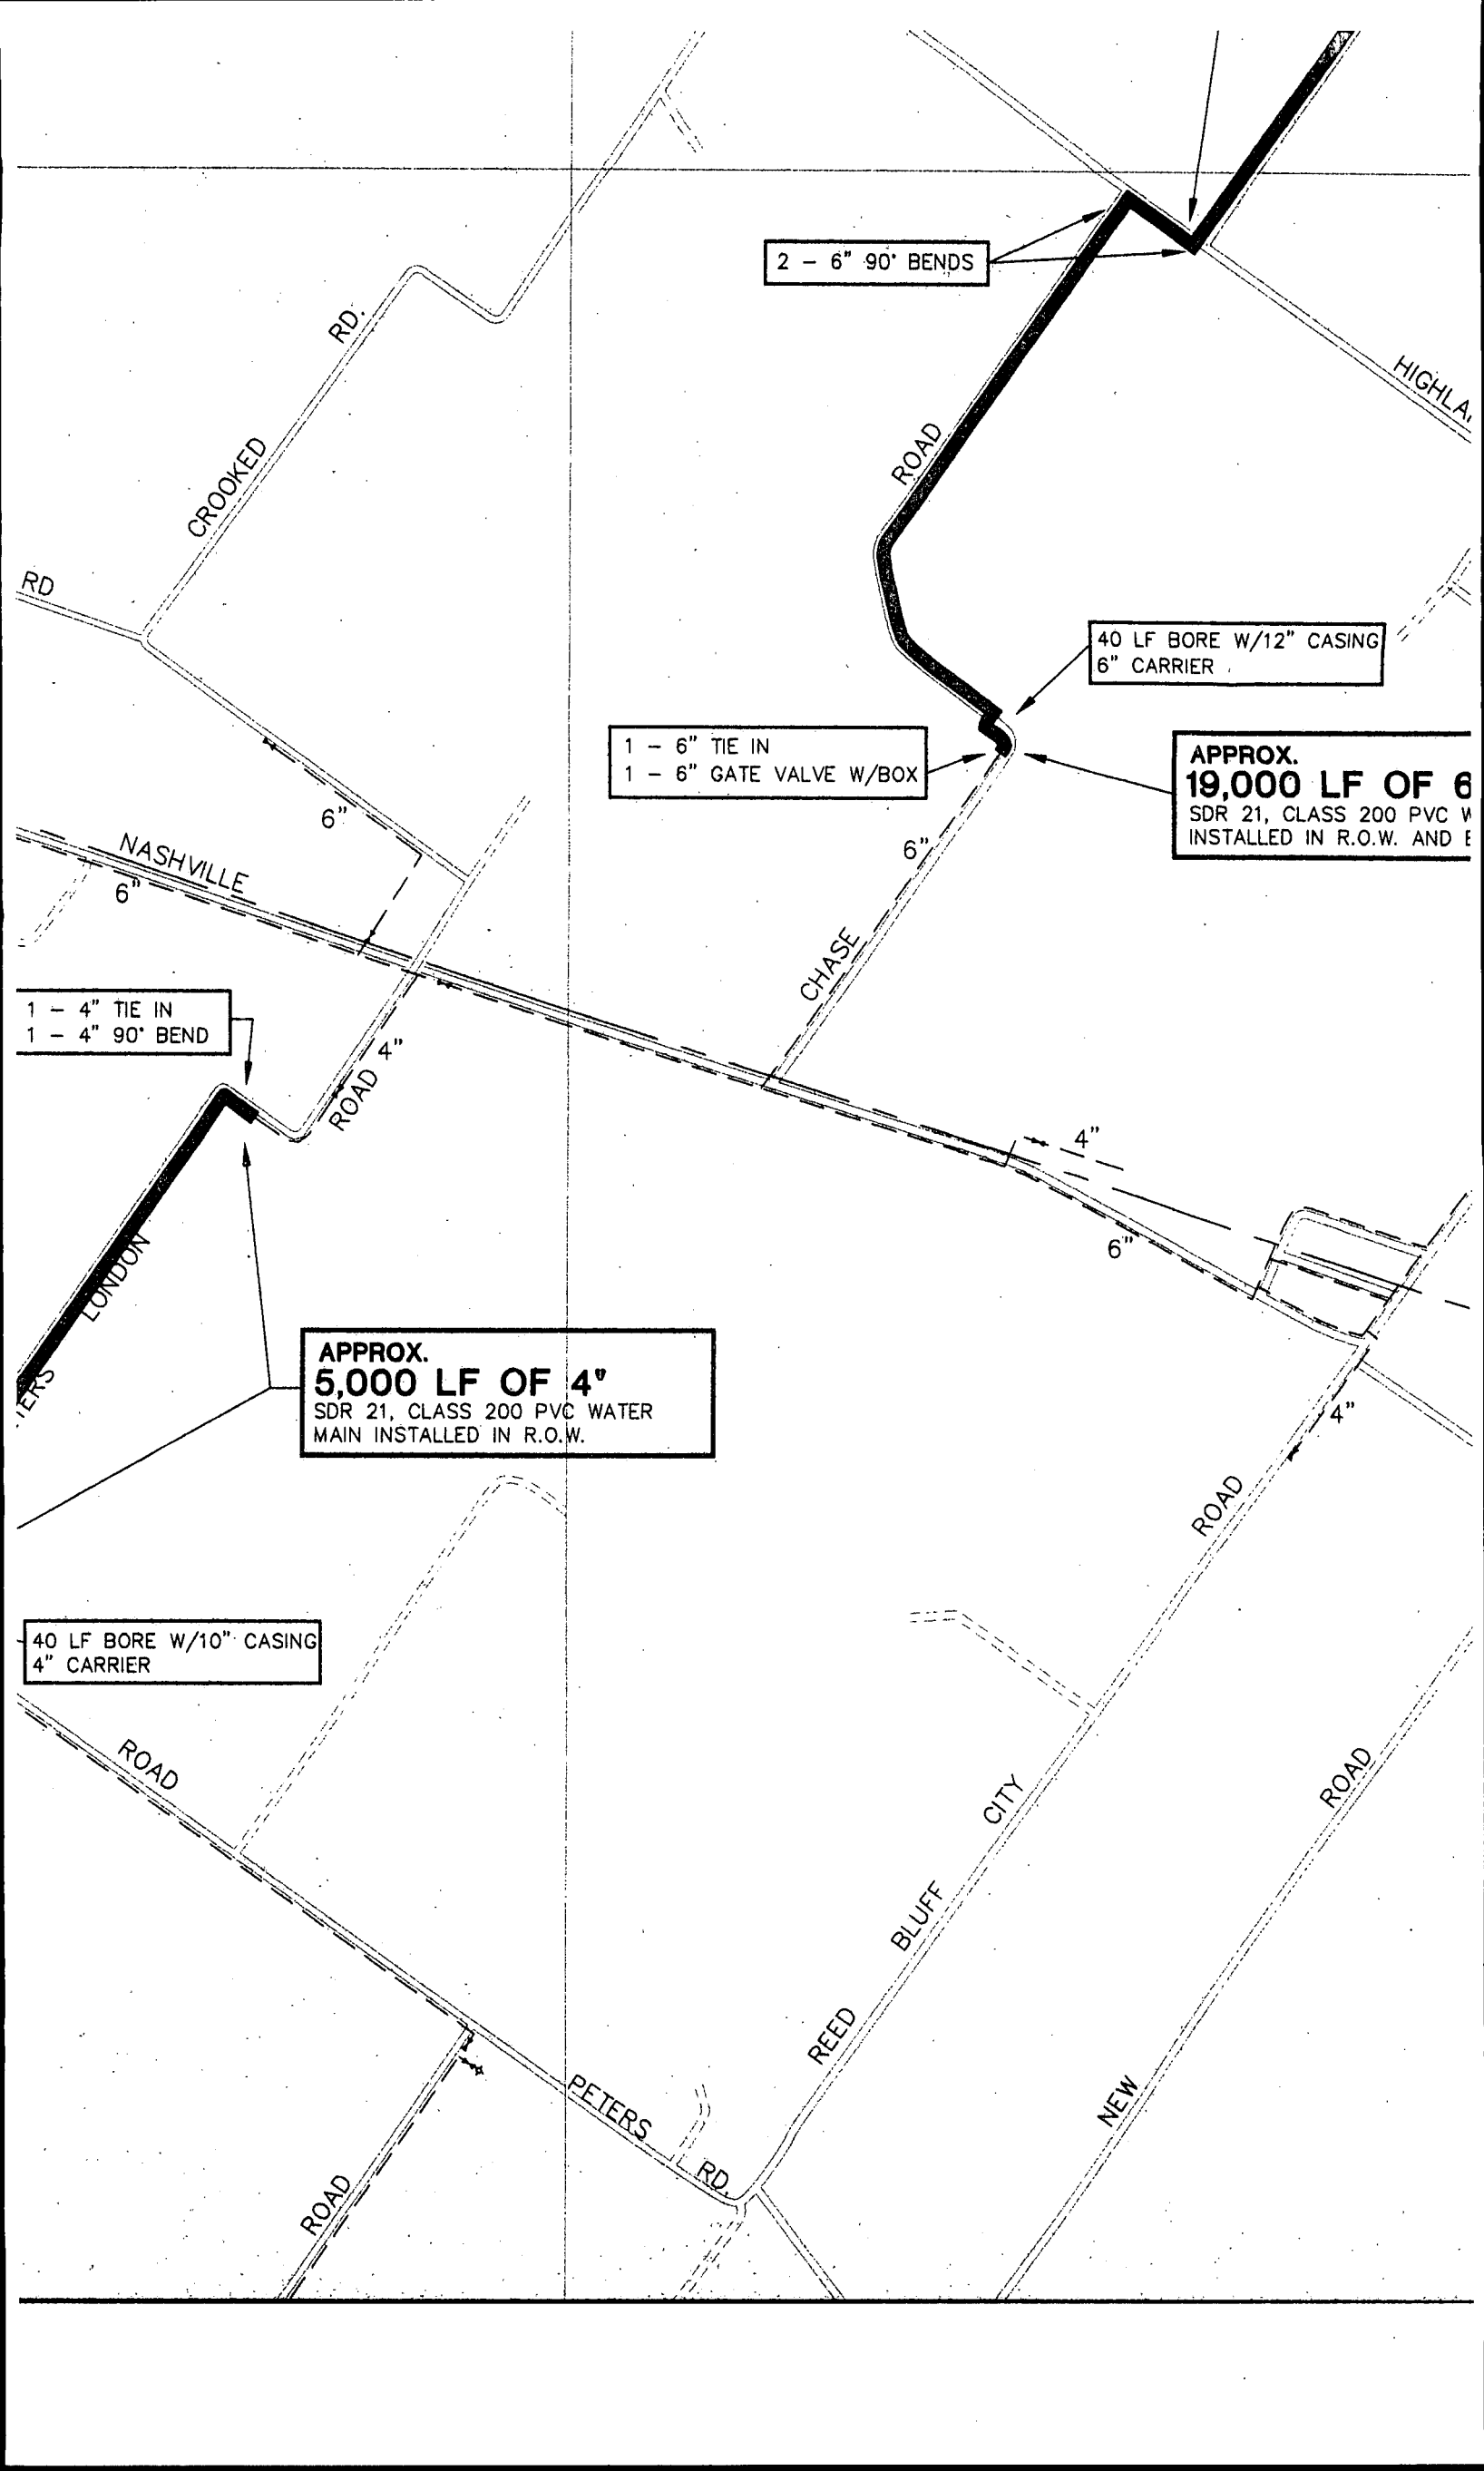 2 - 6" 90° BENDS
RD.
HIGHLA
ROAD
CROOKED
RD
40 LF BORE W/12" CASING
6" CARRIER
1 - 6" TIE IN
1 - 6" GATE VALVE W/BOX
APPROX.
19,000 LF OF 6
SDR 21, CLASS 200 PVC W
INSTALLED IN R.O.W. AND E
6"
NASHVILLE
6"
6"
CHASE
1 - 4" TIE IN
1 - 4" 90° BEND
4"
ROAD
4"
6"
LONDON
TERS
APPROX.
5,000 LF OF 4"
SDR 21, CLASS 200 PVC WATER
MAIN INSTALLED IN R.O.W.
4"
ROAD
40 LF BORE W/10" CASING
4" CARRIER
ROAD
CITY
ROAD
BLUFF
REED
PETERS
NEW
RD.
ROAD